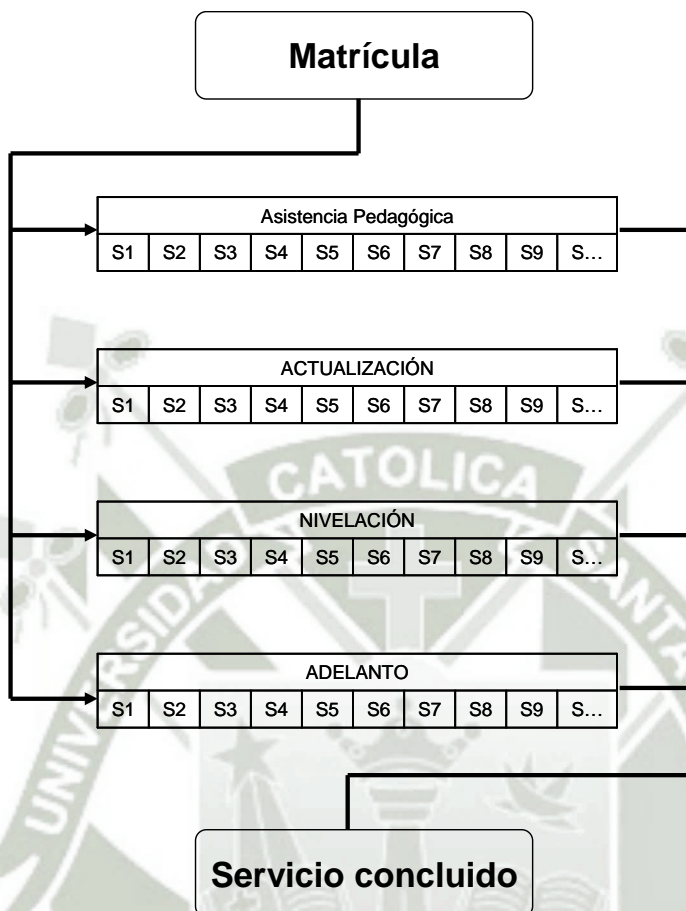 Matrícula
Asistencia Pedagógica
S1 S2 S3 S4 S5 S6 S7 S8 S9 S...
ACTUALIZACIÓN
S1 S2 S3 S4 S5 S6 S7 S8 S9 S...
CATOLICA
NIVELACIÓN
S1 S2 S3 S4 S5 S6 S7 S8 S9 S...
UNIVERSIDAD
SANTA
ADELANTO
S1 S2 S3 S4 S5 S6 S7 S8 S9 S...
Servicio concluido